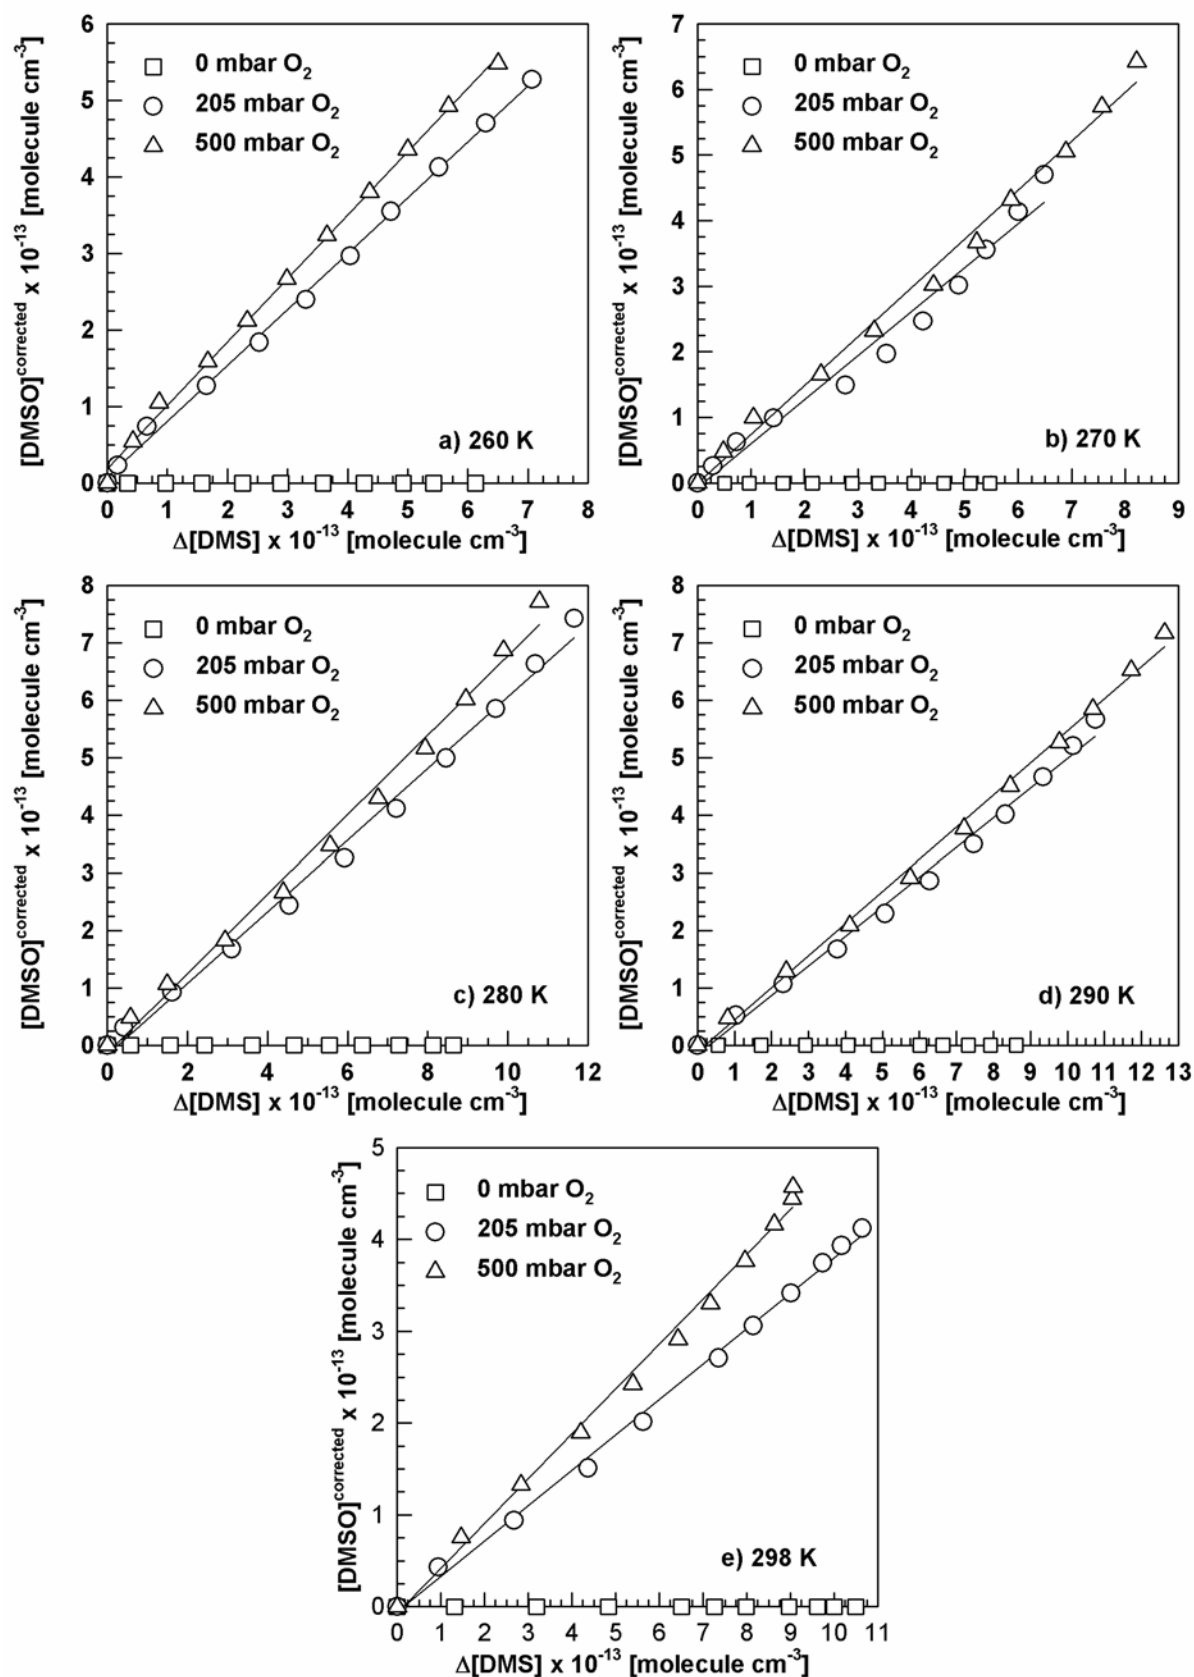 [DMSO]^corrected x 10^-13 [molecule cm^-3]
6
5
4
3
2
1
0
0 mbar O2
205 mbar O2
500 mbar O2
a) 260 K
0 1 2 3 4 5 6 7 8
Δ[DMS] x 10^-13 [molecule cm^-3]
[DMSO]^corrected x 10^-13 [molecule cm^-3]
7
6
5
4
3
2
1
0
0 mbar O2
205 mbar O2
500 mbar O2
b) 270 K
0 1 2 3 4 5 6 7 8 9
Δ[DMS] x 10^-13 [molecule cm^-3]
[DMSO]^corrected x 10^-13 [molecule cm^-3]
8
7
6
5
4
3
2
1
0
0 mbar O2
205 mbar O2
500 mbar O2
c) 280 K
0 2 4 6 8 10 12
Δ[DMS] x 10^-13 [molecule cm^-3]
[DMSO]^corrected x 10^-13 [molecule cm^-3]
8
7
6
5
4
3
2
1
0
0 mbar O2
205 mbar O2
500 mbar O2
d) 290 K
0 1 2 3 4 5 6 7 8 9 10 11 12 13
Δ[DMS] x 10^-13 [molecule cm^-3]
[DMSO]^corrected x 10^-13 [molecule cm^-3]
5
4
3
2
1
0
0 mbar O2
205 mbar O2
500 mbar O2
e) 298 K
0 1 2 3 4 5 6 7 8 9 10 11
Δ[DMS] x 10^-13 [molecule cm^-3]